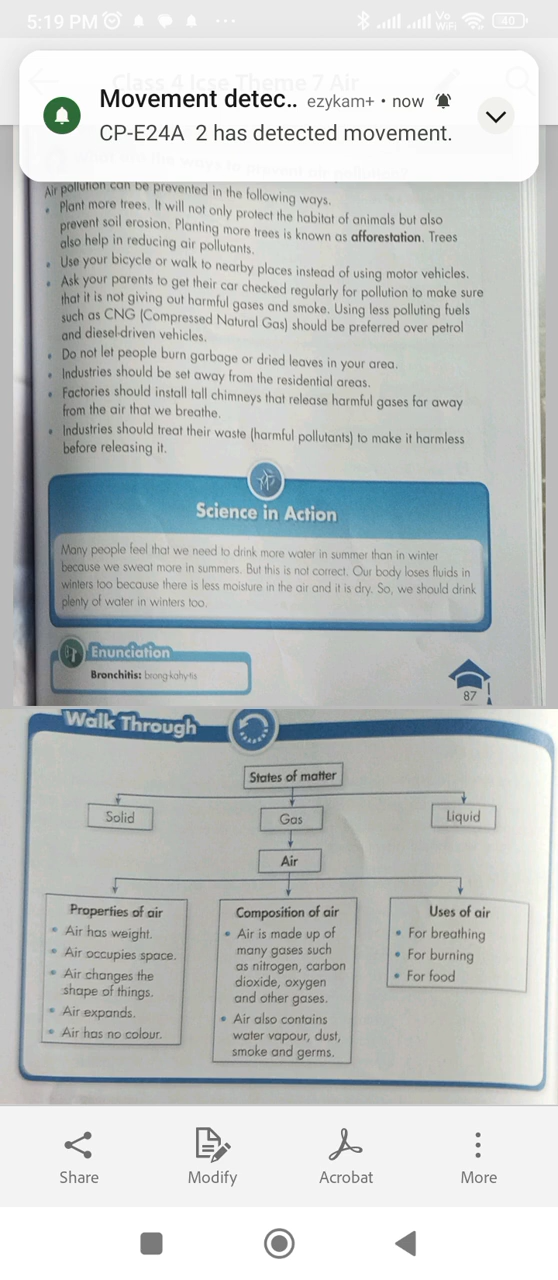 5:19 PM
Vo
WiFi
40
Class 4 Icse Theme 7 Air
Movement detec.. ezykam+ • now
CP-E24A 2 has detected movement.
Air pollution can be prevented in the following ways.
• Plant more trees. It will not only protect the habitat of animals but also
prevent soil erosion. Planting more trees is known as afforestation. Trees
also help in reducing air pollutants.
• Use your bicycle or walk to nearby places instead of using motor vehicles.
• Ask your parents to get their car checked regularly for pollution to make sure
that it is not giving out harmful gases and smoke. Using less polluting fuels
such as CNG (Compressed Natural Gas) should be preferred over petrol
and diesel-driven vehicles.
• Do not let people burn garbage or dried leaves in your area.
• Industries should be set away from the residential areas.
• Factories should install tall chimneys that release harmful gases far away
from the air that we breathe.
• Industries should treat their waste (harmful pollutants) to make it harmless
before releasing it.
Science in Action
Many people feel that we need to drink more water in summer than in winter
because we sweat more in summers. But this is not correct. Our body loses fluids in
winters too because there is less moisture in the air and it is dry. So, we should drink
plenty of water in winters too.
Enunciation
Bronchitis: brong·kahy·tis
87
Walk Through
States of matter
Solid
Gas
Liquid
Air
Properties of air
• Air has weight.
• Air occupies space.
• Air changes the
shape of things.
• Air expands.
• Air has no colour.
Composition of air
• Air is made up of
many gases such
as nitrogen, carbon
dioxide, oxygen
and other gases.
• Air also contains
water vapour, dust,
smoke and germs.
Uses of air
• For breathing
• For burning
• For food
Share
Modify
Acrobat
More